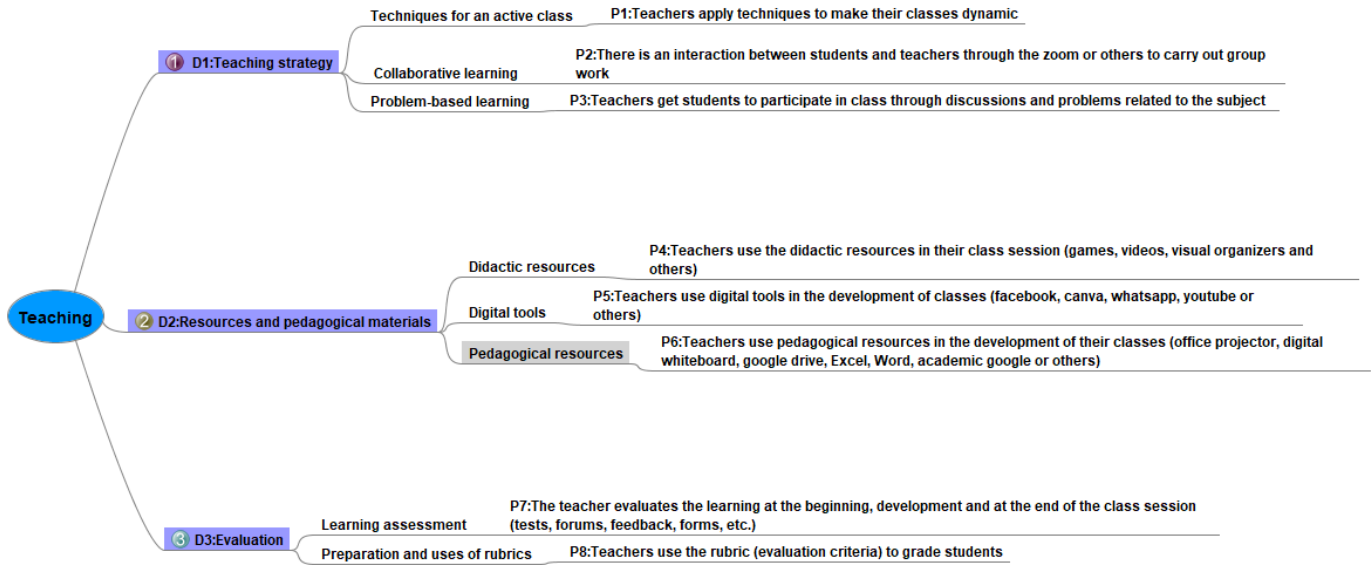 Techniques for an active class
P1:Teachers apply techniques to make their classes dynamic
1 D1:Teaching strategy
P2:There is an interaction between students and teachers through the zoom or others to carry out group
work
Collaborative learning
Problem-based learning
P3:Teachers get students to participate in class through discussions and problems related to the subject
Teaching
2 D2:Resources and pedagogical materials
P4:Teachers use the didactic resources in their class session (games, videos, visual organizers and
others)
Didactic resources
P5:Teachers use digital tools in the development of classes (facebook, canva, whatsapp, youtube or
others)
Digital tools
P6:Teachers use pedagogical resources in the development of their classes (office projector, digital
whiteboard, google drive, Excel, Word, academic google or others)
Pedagogical resources
3 D3:Evaluation
P7:The teacher evaluates the learning at the beginning, development and at the end of the class session
(tests, forums, feedback, forms, etc.)
Learning assessment
Preparation and uses of rubrics
P8:Teachers use the rubric (evaluation criteria) to grade students